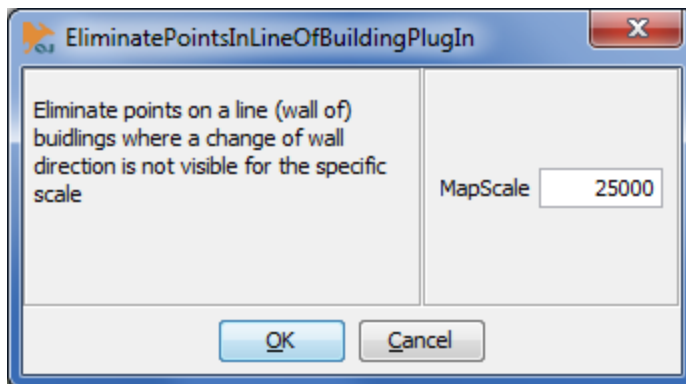 EliminatePointsInLineOfBuildingPlugIn
Eliminate points on a line (wall of)
buidlings where a change of wall
direction is not visible for the specific
scale
MapScale 25000
OK Cancel